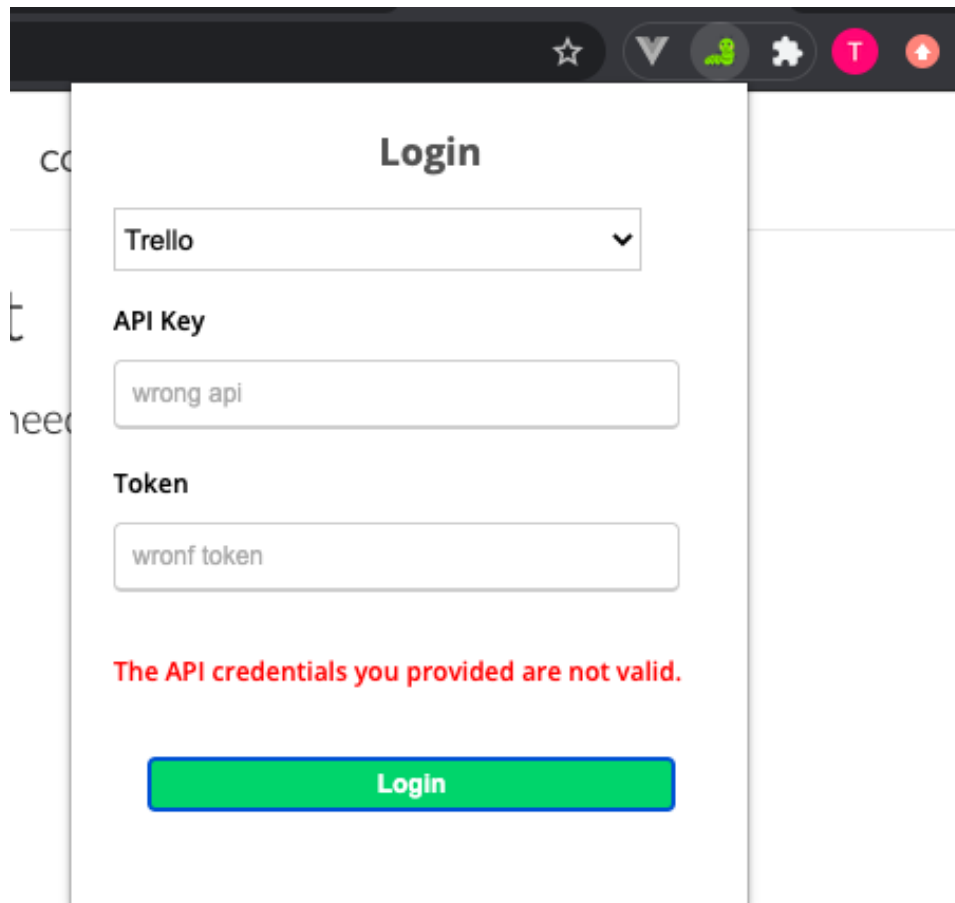 T
Login
Trello
API Key
wrong api
Token
wronf token
The API credentials you provided are not valid.
Login